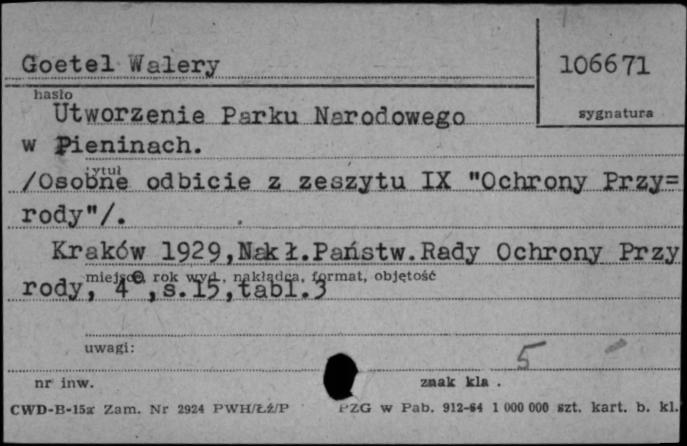 Goetel Walery
106671
hasło
sygnatura
Utworzenie Parku Narodowego
w Pieninach.
tytuł
/Osobne odbicie z zeszytu IX "Ochrony Przy=
rody"/.
Kraków 1929,Nakł.Państw.Rady Ochrony Przy
miejsce, rok wyd., nakładca, format, objętość
rody, 4°,s.15,tabl.3
uwagi:
5
nr inw.
znak kla .
CWD-B-15a Zam. Nr 2924 PWH/Łź/P
PZG w Pab. 912-64 1 000 000 szt. kart. b. kl.